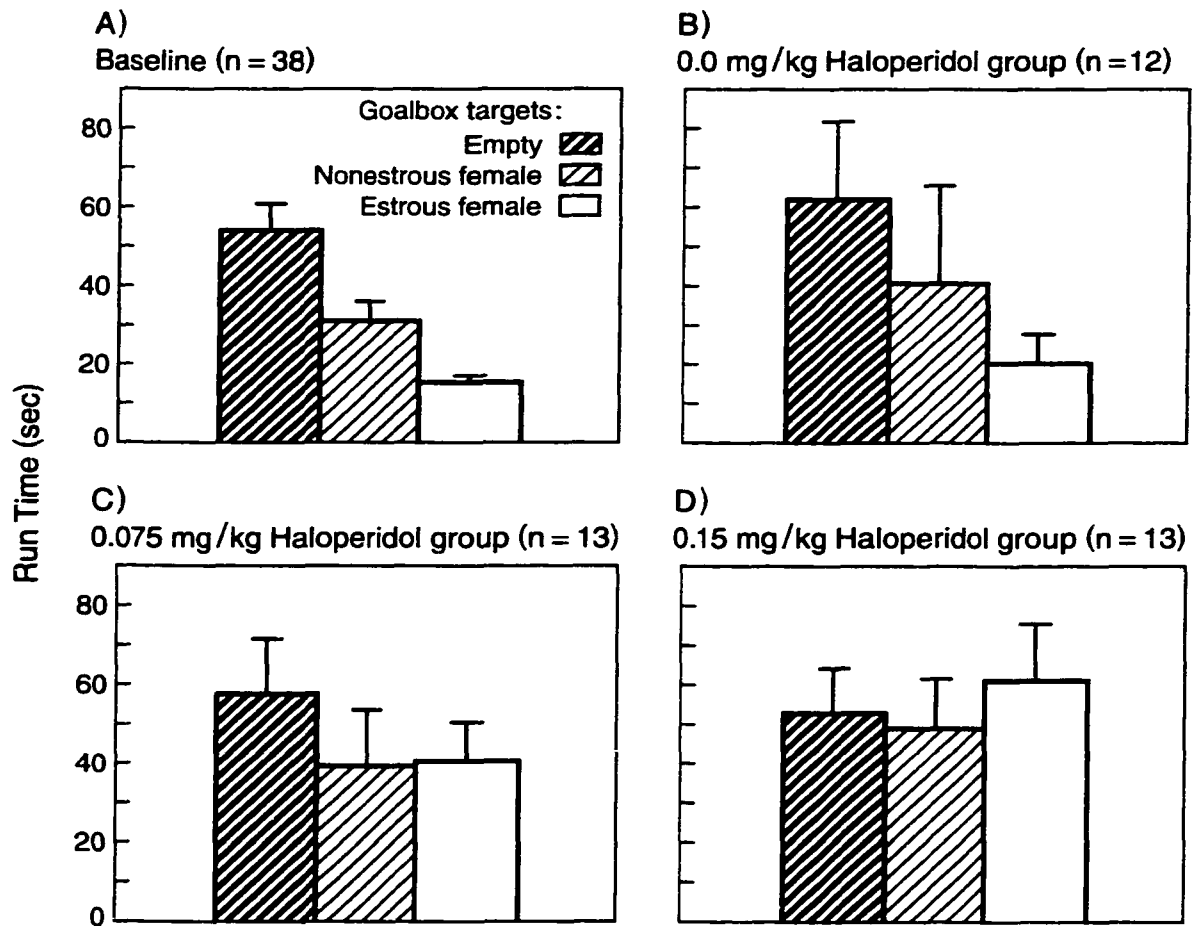 A)
Baseline (n = 38)
Goalbox targets:
Empty
Nonestrous female
Estrous female
80
60
40
20
0
B)
0.0 mg/kg Haloperidol group (n = 12)
Run Time (sec)
C)
0.075 mg/kg Haloperidol group (n = 13)
80
60
40
20
0
D)
0.15 mg/kg Haloperidol group (n = 13)